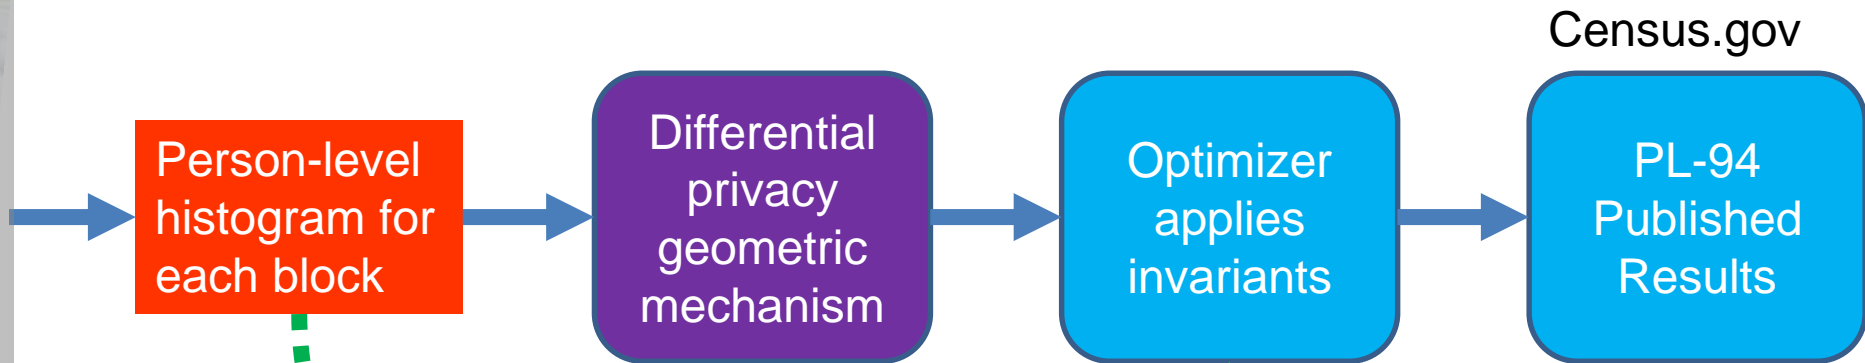 Census.gov
Person-level
histogram for
each block
Differential
privacy
geometric
mechanism
Optimizer
applies
invariants
PL-94
Published
Results